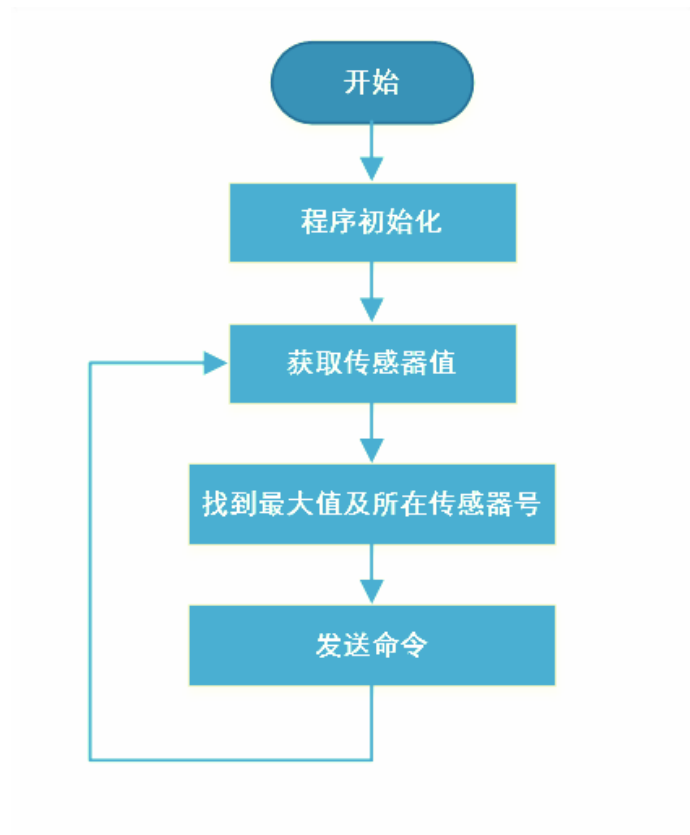 开始
程序初始化
获取传感器值
找到最大值及所在传感器号
发送命令